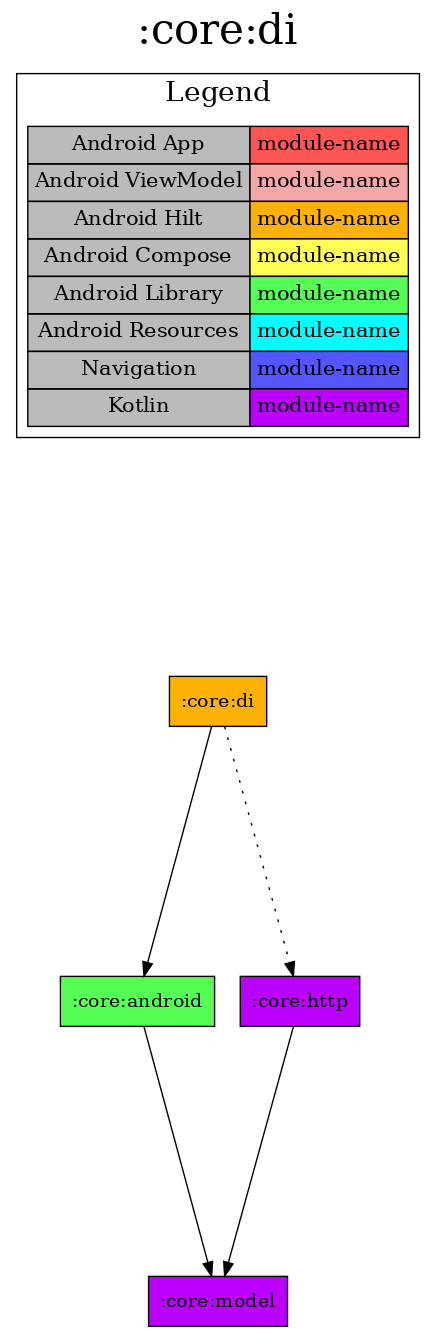 :core:di
Legend
Android App module-name
Android ViewModel module-name
Android Hilt module-name
Android Compose module-name
Android Library module-name
Android Resources module-name
Navigation module-name
Kotlin module-name
:core:di
:core:android :core:http
:core:model